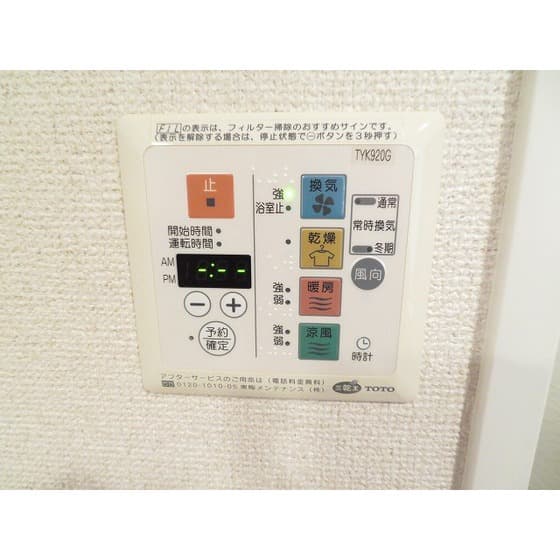 FILの表示は、フィルター掃除のおすすめサインです。
(表示を解除する場合は、停止状態で⊖ボタンを3秒押す)
TYK920G
止
強
浴室止
換気
通常
常時換気
冬期
開始時間
運転時間
乾燥
AM
PM
-:--
風向
強
弱
暖房
− +
予約
確定
強
弱
涼風
時計
アフターサービスのご用命は(電話料金無料)
0120-1010-05 東陶メンテナンス(株)
三乾王
TOTO